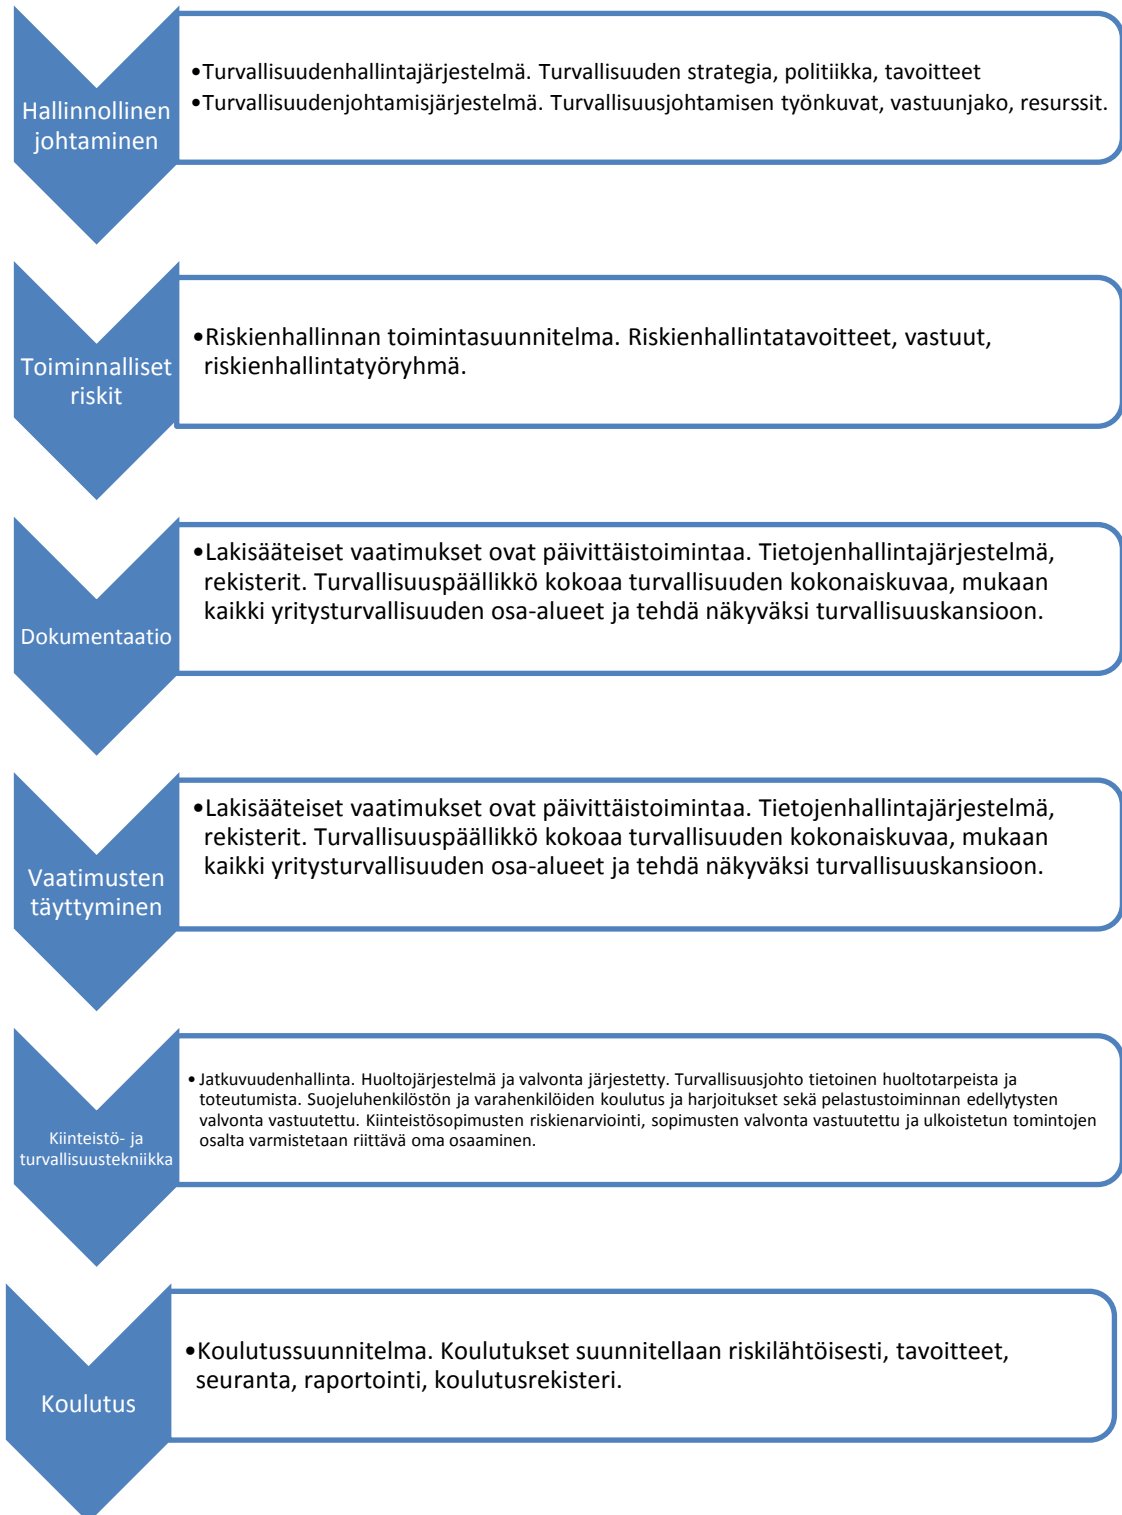 Hallinnollinen
johtaminen
•Turvallisuudenhallintajärjestelmä. Turvallisuuden strategia, politiikka, tavoitteet
•Turvallisuudenjohtamisjärjestelmä. Turvallisuusjohtamisen työnkuvat, vastuunjako, resurssit.
Toiminnalliset
riskit
•Riskienhallinnan toimintasuunnitelma. Riskienhallintatavoitteet, vastuut,
riskienhallintatyöryhmä.
Dokumentaatio
•Lakisääteiset vaatimukset ovat päivittäistoimintaa. Tietojenhallintajärjestelmä,
rekisterit. Turvallisuuspäällikkö kokoaa turvallisuuden kokonaiskuvaa, mukaan
kaikki yritysturvallisuuden osa-alueet ja tehdä näkyväksi turvallisuuskansioon.
Vaatimusten
täyttyminen
•Lakisääteiset vaatimukset ovat päivittäistoimintaa. Tietojenhallintajärjestelmä,
rekisterit. Turvallisuuspäällikkö kokoaa turvallisuuden kokonaiskuvaa, mukaan
kaikki yritysturvallisuuden osa-alueet ja tehdä näkyväksi turvallisuuskansioon.
Kiinteistö- ja
turvallisuustekniikka
•Jatkuvuudenhallinta. Huoltojärjestelmä ja valvonta järjestetty. Turvallisuusjohto tietoinen huoltotarpeista ja
toteutumista. Suojeluhenkilöstön ja varahenkilöiden koulutus ja harjoitukset sekä pelastustoiminnan edellytysten
valvonta vastuutettu. Kiinteistösopimusten riskienarviointi, sopimusten valvonta vastuutettu ja ulkoistetun tomintojen
osalta varmistetaan riittävä oma osaaminen.
Koulutus
•Koulutussuunnitelma. Koulutukset suunnitellaan riskilähtöisesti, tavoitteet,
seuranta, raportointi, koulutusrekisteri.